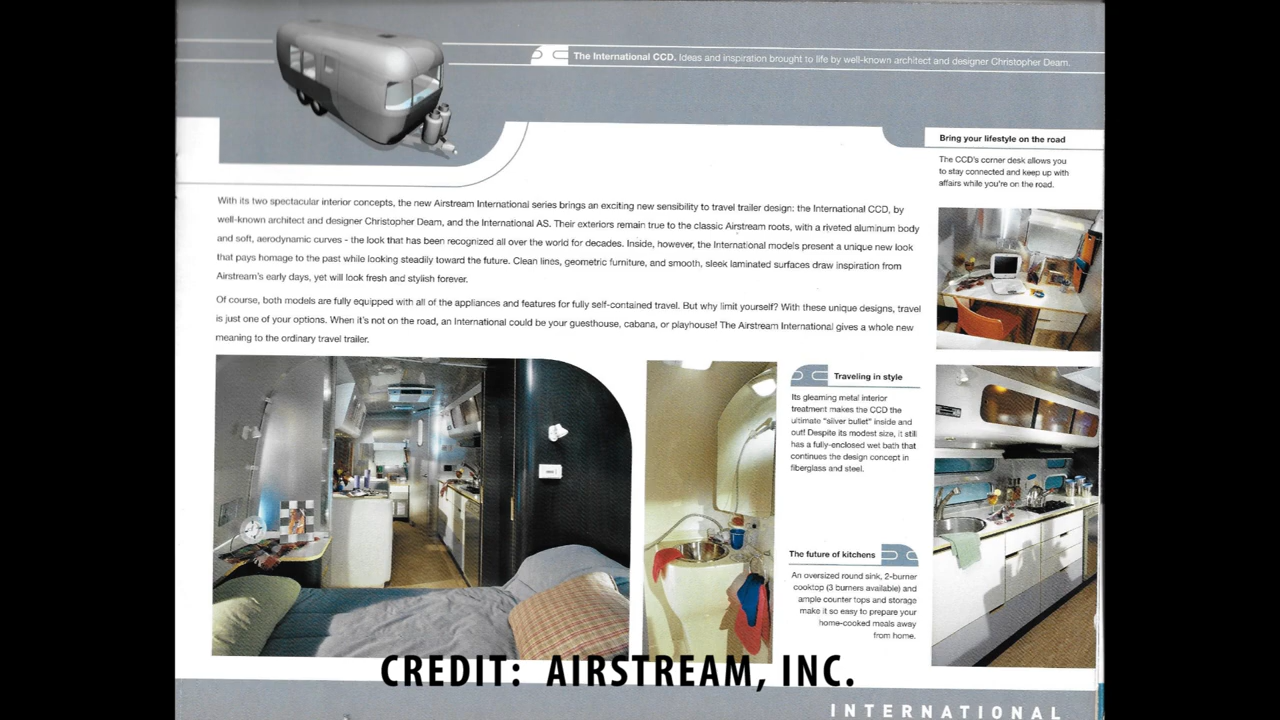 The International CCD. Ideas and inspiration brought to life by well-known architect and designer Christopher Deam.
Bring your lifestyle on the road
The CCD's corner desk allows you
to stay connected and keep up with
affairs while you're on the road.
With its two spectacular interior concepts, the new Airstream International series brings an exciting new sensibility to travel trailer design: the International CCD, by
well-known architect and designer Christopher Deam, and the International AS. Their exteriors remain true to the classic Airstream roots, with a riveted aluminum body
and soft, aerodynamic curves - the look that has been recognized all over the world for decades. Inside, however, the International models present a unique new look
that pays homage to the past while looking steadily toward the future. Clean lines, geometric furniture, and smooth, sleek laminated surfaces draw inspiration from
Airstream's early days, yet will look fresh and stylish forever.
Of course, both models are fully equipped with all of the appliances and features for fully self-contained travel. But why limit yourself? With these unique designs, travel
is just one of your options. When it's not on the road, an International could be your guesthouse, cabana, or playhouse! The Airstream International gives a whole new
meaning to the ordinary travel trailer.
Traveling in style
Its gleaming metal interior
treatment makes the CCD the
ultimate "silver bullet" inside and
out! Despite its modest size, it still
has a fully-enclosed wet bath that
continues the design concept in
fiberglass and steel.
The future of kitchens
An oversized round sink, 2-burner
cooktop (3 burners available) and
ample counter tops and storage
make it so easy to prepare your
home-cooked meals away
from home.
CREDIT: AIRSTREAM, INC.
INTERNATIONAL